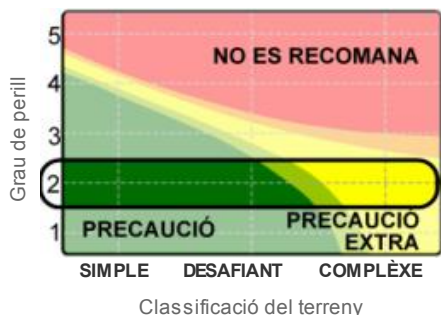 5
NO ES RECOMANA
4
Grau de perill
3
2
1
PRECAUCIÓ
PRECAUCIÓ
EXTRA
SIMPLE DESAFIANT COMPLÈXE
Classificació del terreny